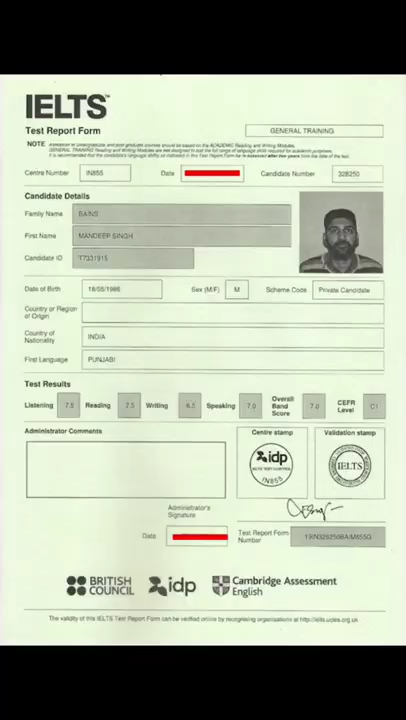 IELTS™
Test Report Form
GENERAL TRAINING
NOTE Admission to undergraduate and post graduate courses should be based on the ACADEMIC Reading and Writing Modules.
GENERAL TRAINING Reading and Writing Modules are not designed to test the full range of language skills required for academic purposes.
It is recommended that the candidate's language ability as indicated in this Test Report Form be re-assessed after two years from the date of the test.
Centre Number IN855 Date Candidate Number 328250
Candidate Details
Family Name BAINS
First Name MANDEEP SINGH
Candidate ID T7331915
Date of Birth 18/05/1986 Sex (M/F) M Scheme Code Private Candidate
Country or Region of Origin
Country of Nationality INDIA
First Language PUNJABI
Test Results
Listening 7.5 Reading Writing 6.5 Speaking 7.0 Overall Band Score 7.0 CEFR Level C1
Administrator Comments
Centre stamp
Validation stamp
idp
IELTS TEST CENTRE
IN855
IELTS
Administrator's Signature
Date
Test Report Form Number
BRITISH COUNCIL
idp
Cambridge Assessment English
The validity of this IELTS Test Report Form can be verified online by recognising organisations at http://ielts.ucles.org.uk